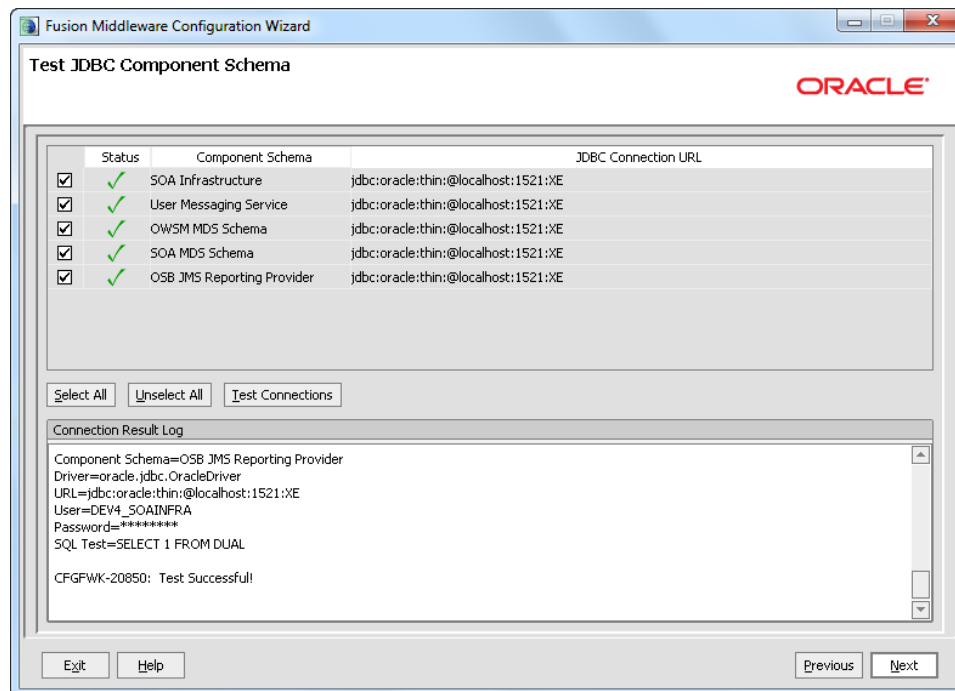 Fusion Middleware Configuration Wizard
Test JDBC Component Schema
ORACLE
Status Component Schema JDBC Connection URL
SOA Infrastructure jdbc:oracle:thin:@localhost:1521:XE
User Messaging Service jdbc:oracle:thin:@localhost:1521:XE
OWSM MDS Schema jdbc:oracle:thin:@localhost:1521:XE
SOA MDS Schema jdbc:oracle:thin:@localhost:1521:XE
OSB JMS Reporting Provider jdbc:oracle:thin:@localhost:1521:XE
Select All Unselect All Test Connections
Connection Result Log
Component Schema=OSB JMS Reporting Provider
Driver=oracle.jdbc.OracleDriver
URL=jdbc:oracle:thin:@localhost:1521:XE
User=DEV4_SOAINFRA
Password=********
SQL Test=SELECT 1 FROM DUAL
CFGFWK-20850: Test Successful!
Exit Help Previous Next